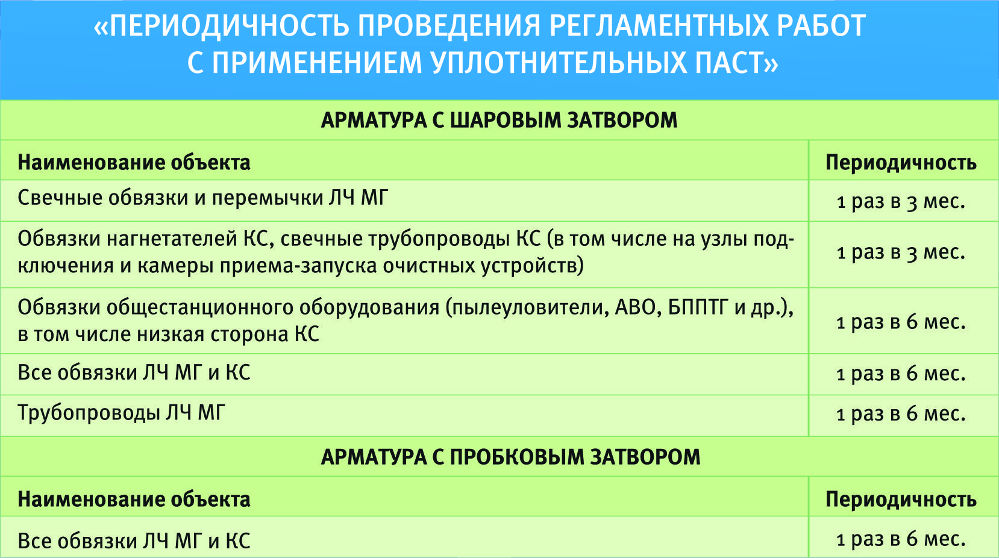 «ПЕРИОДИЧНОСТЬ ПРОВЕДЕНИЯ РЕГЛАМЕНТНЫХ РАБОТ
С ПРИМЕНЕНИЕМ УПЛОТНИТЕЛЬНЫХ ПАСТ»
АРМАТУРА С ШАРОВЫМ ЗАТВОРОМ
Наименование объекта
Периодичность
Свечные обвязки и перемычки ЛЧ МГ
1 раз в 3 мес.
Обвязки нагнетателей КС, свечные трубопроводы КС (в том числе на узлы под-
ключения и камеры приема-запуска очистных устройств)
1 раз в 3 мес.
Обвязки общестанционного оборудования (пылеуловители, АВО, БППТГ и др.),
в том числе низкая сторона КС
1 раз в 6 мес.
Все обвязки ЛЧ МГ и КС
1 раз в 6 мес.
Трубопроводы ЛЧ МГ
1 раз в 6 мес.
АРМАТУРА С ПРОБКОВЫМ ЗАТВОРОМ
Наименование объекта
Периодичность
Все обвязки ЛЧ МГ и КС
1 раз в 6 мес.